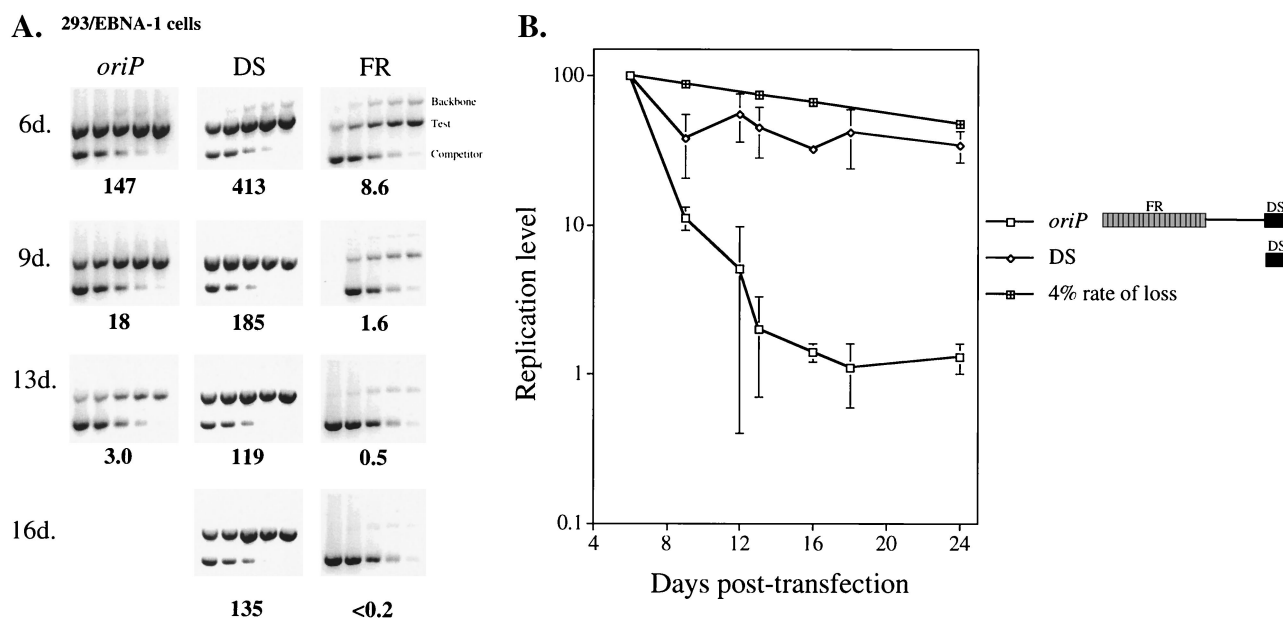 A. 293/EBNA-1 cells
oriP DS FR
6d.
Backbone
Test
Competitor
147 413 8.6
9d.
18 185 1.6
13d.
3.0 119 0.5
16d.
135 <0.2
B.
Replication level
100
10
1
0.1
4 8 12 16 20 24
Days post-transfection
oriP
DS
4% rate of loss
FR DS
DS